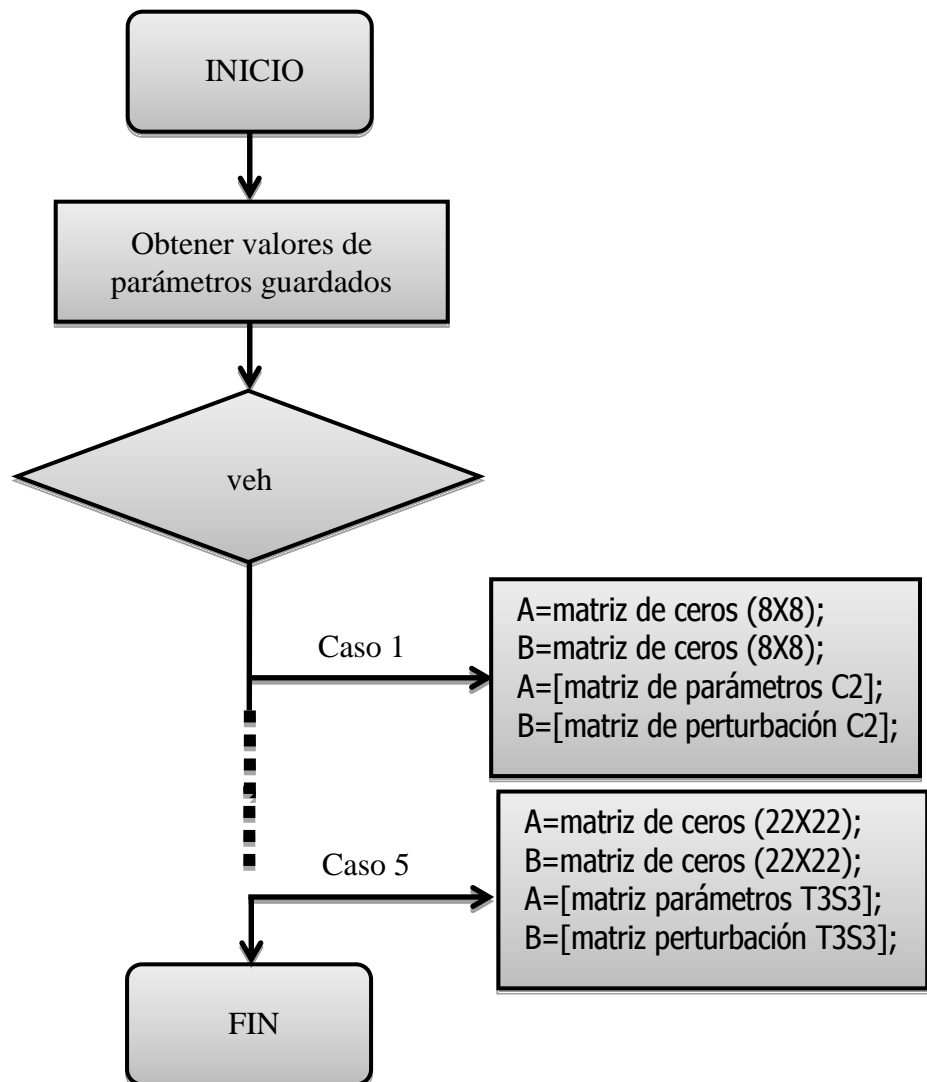 INICIO
Obtener valores de
parámetros guardados
veh
Caso 1
A=matriz de ceros (8X8);
B=matriz de ceros (8X8);
A=[matriz de parámetros C2];
B=[matriz de perturbación C2];
Caso 5
A=matriz de ceros (22X22);
B=matriz de ceros (22X22);
A=[matriz parámetros T3S3];
B=[matriz perturbación T3S3];
FIN